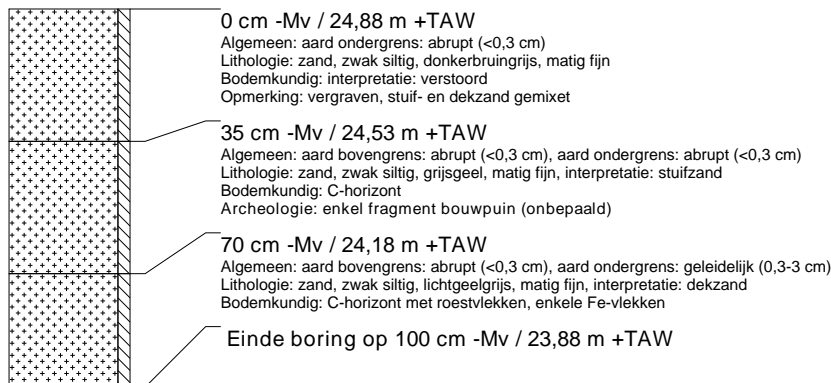 0 cm -Mv / 24,88 m +TAW
Algemeen: aard ondergrens: abrupt (<0,3 cm)
Lithologie: zand, zwak siltig, donkerbruingrijs, matig fijn
Bodemkundig: interpretatie: verstoord
Opmerking: vergraven, stuif- en dekzand gemixet
35 cm -Mv / 24,53 m +TAW
Algemeen: aard bovengrens: abrupt (<0,3 cm), aard ondergrens: abrupt (<0,3 cm)
Lithologie: zand, zwak siltig, grijsgeel, matig fijn, interpretatie: stuifzand
Bodemkundig: C-horizont
Archeologie: enkel fragment bouwpuin (onbepaald)
70 cm -Mv / 24,18 m +TAW
Algemeen: aard bovengrens: abrupt (<0,3 cm), aard ondergrens: geleidelijk (0,3-3 cm)
Lithologie: zand, zwak siltig, lichtgeelgrijs, matig fijn, interpretatie: dekzand
Bodemkundig: C-horizont met roestvlekken, enkele Fe-vlekken
Einde boring op 100 cm -Mv / 23,88 m +TAW